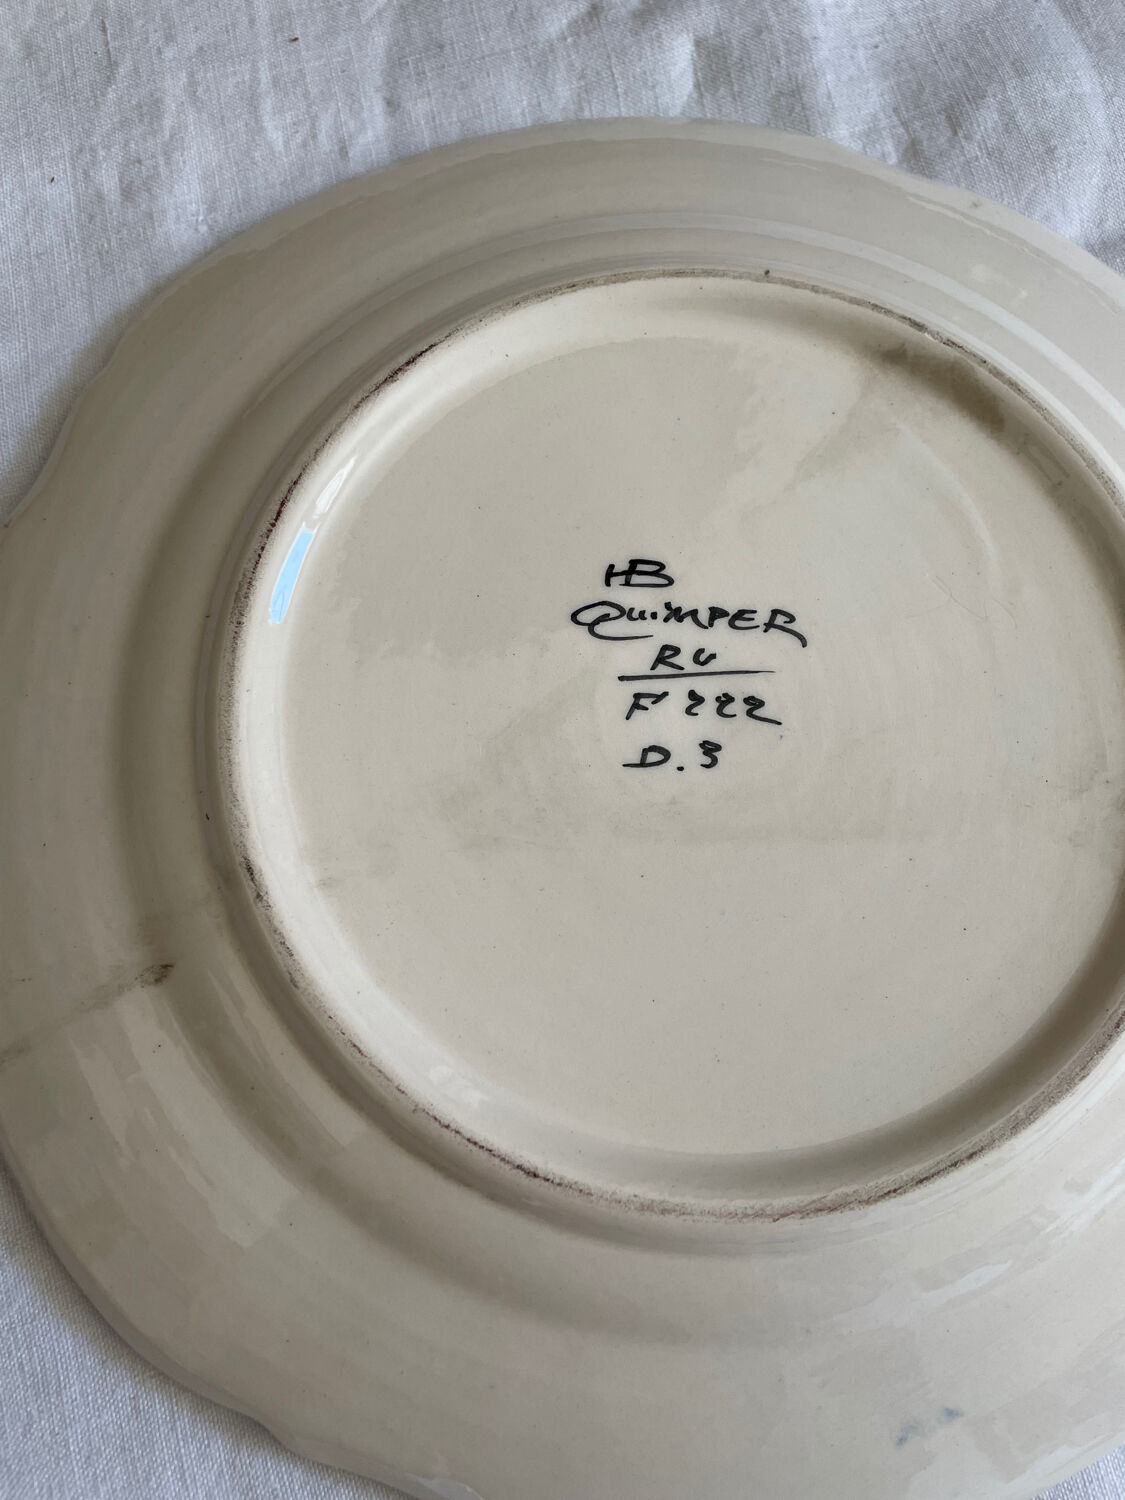 HB
QUIMPER
RU
F 222
D.3